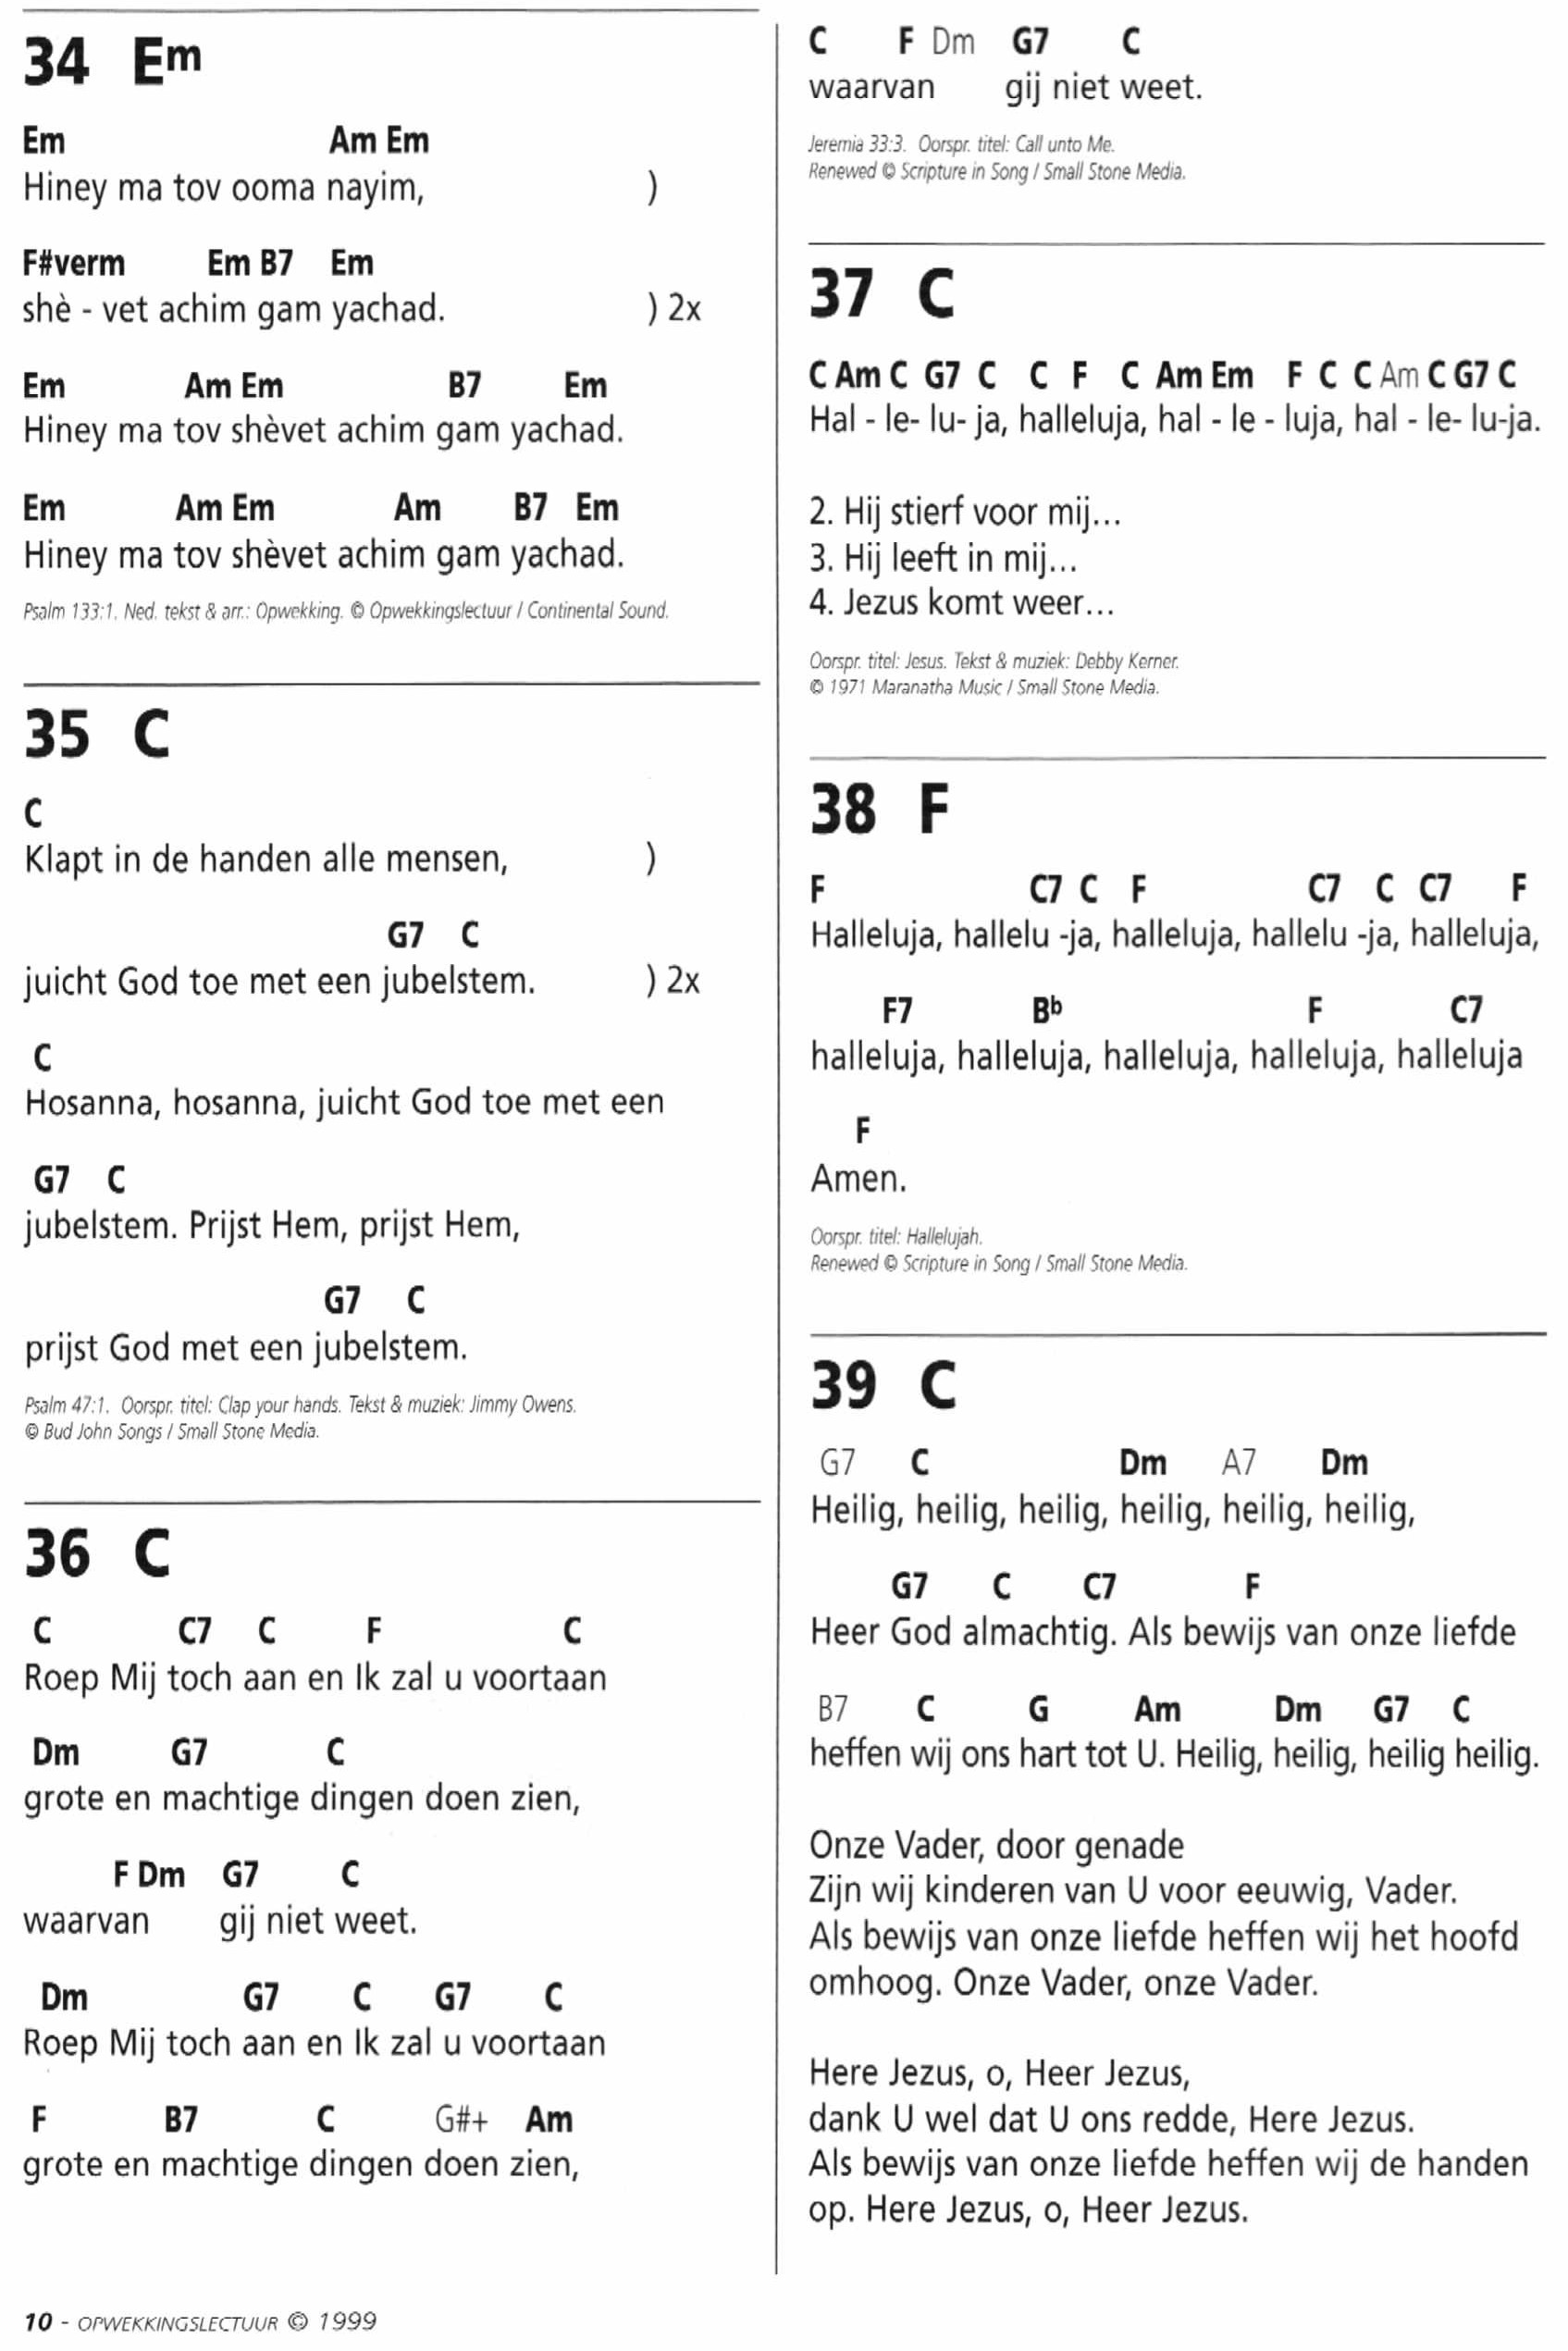 34 Em
Em Am Em
Hiney ma tov ooma nayim, )
F#verm Em B7 Em
shè - vet achim gam yachad. ) 2x
Em Am Em B7 Em
Hiney ma tov shèvet achim gam yachad.
Em Am Em Am B7 Em
Hiney ma tov shèvet achim gam yachad.
Psalm 133:1. Ned. tekst & arr.: Opwekking. © Opwekkingslectuur / Continental Sound.
35 C
C
Klapt in de handen alle mensen, )
G7 C
juicht God toe met een jubelstem. ) 2x
C
Hosanna, hosanna, juicht God toe met een
G7 C
jubelstem. Prijst Hem, prijst Hem,
G7 C
prijst God met een jubelstem.
Psalm 47:1. Oorspr. titel: Clap your hands. Tekst & muziek: Jimmy Owens.
© Bud John Songs / Small Stone Media.
36 C
C C7 C F C
Roep Mij toch aan en Ik zal u voortaan
Dm G7 C
grote en machtige dingen doen zien,
F Dm G7 C
waarvan gij niet weet.
Dm G7 C G7 C
Roep Mij toch aan en Ik zal u voortaan
F B7 C G#+ Am
grote en machtige dingen doen zien,
C F Dm G7 C
waarvan gij niet weet.
Jeremia 33:3. Oorspr. titel: Call unto Me.
Renewed © Scripture in Song / Small Stone Media.
37 C
C Am C G7 C C F C Am Em F C C Am C G7 C
Hal - le- lu- ja, halleluja, hal - le - luja, hal - le- lu-ja.
2. Hij stierf voor mij...
3. Hij leeft in mij...
4. Jezus komt weer...
Oorspr. titel: Jesus. Tekst & muziek: Debby Kerner.
© 1971 Maranatha Music / Small Stone Media.
38 F
F C7 C F C7 C C7 F
Halleluja, hallelu -ja, halleluja, hallelu -ja, halleluja,
F7 Bb F C7
halleluja, halleluja, halleluja, halleluja, halleluja
F
Amen.
Oorspr. titel: Hallelujah.
Renewed © Scripture in Song / Small Stone Media.
39 C
G7 C Dm A7 Dm
Heilig, heilig, heilig, heilig, heilig, heilig,
G7 C C7 F
Heer God almachtig. Als bewijs van onze liefde
B7 C G Am Dm G7 C
heffen wij ons hart tot U. Heilig, heilig, heilig heilig.
Onze Vader, door genade
Zijn wij kinderen van U voor eeuwig, Vader.
Als bewijs van onze liefde heffen wij het hoofd
omhoog. Onze Vader, onze Vader.
Here Jezus, o, Heer Jezus,
dank U wel dat U ons redde, Here Jezus.
Als bewijs van onze liefde heffen wij de handen
op. Here Jezus, o, Heer Jezus.
10 - OPWEKKINGSLECTUUR © 1999